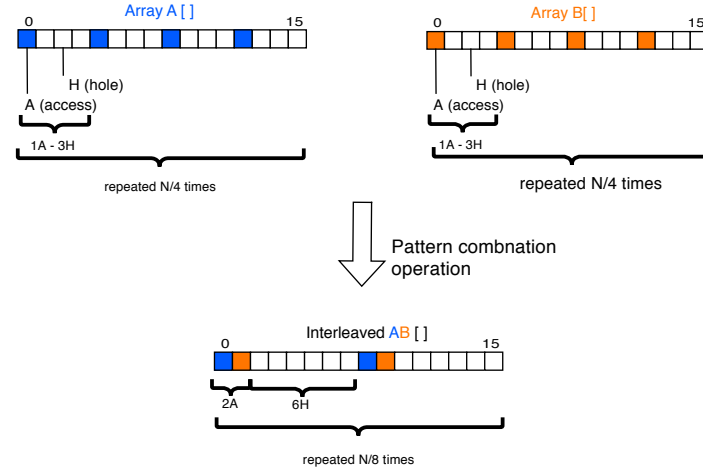 Array A [ ]
0 15
H (hole)
A (access)
1A - 3H
repeated N/4 times
Array B[ ]
0 15
H (hole)
A (access)
1A - 3H
repeated N/4 times
Pattern combnation
operation
Interleaved AB [ ]
0 15
2A 6H
repeated N/8 times